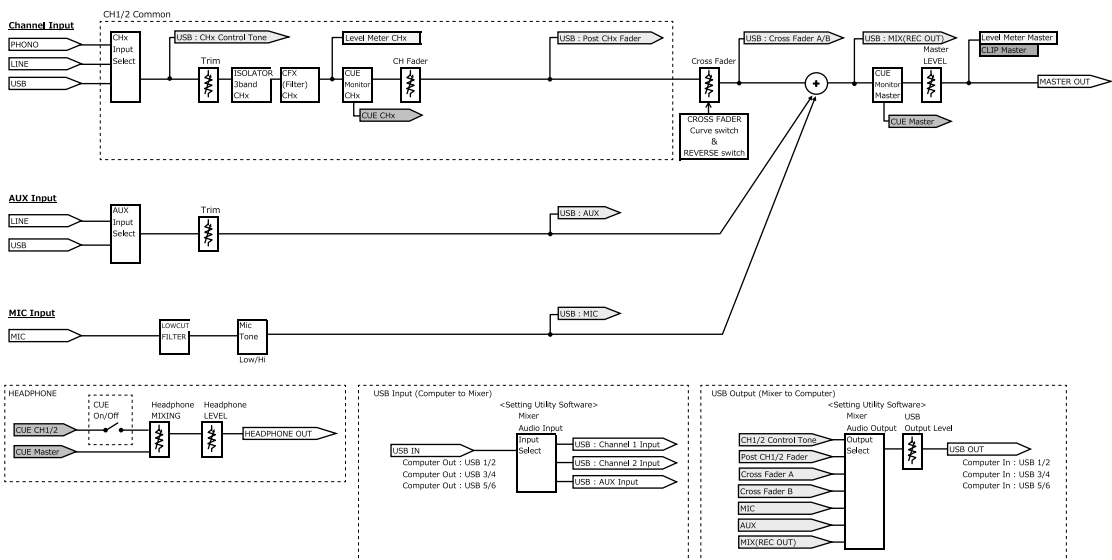 CH1/2 Common
Channel Input
PHONO
LINE
USB
CHx
Input
Select
USB : CHx Control Tone
Trim
ISOLATOR
3band
CHx
CFX
(Filter)
CHx
Level Meter CHx
CUE
Monitor
CHx
CUE CHx
CH Fader
USB : Post CHx Fader
Cross Fader
CROSS FADER
Curve switch
&
REVERSE switch
USB : Cross Fader A/B
+
USB : MIX(REC OUT)
CUE
Monitor
Master
CUE Master
Master
LEVEL
Level Meter Master
CLIP Master
MASTER OUT
AUX Input
LINE
USB
AUX
Input
Select
Trim
USB : AUX
MIC Input
MIC
LOWCUT
FILTER
Mic
Tone
Low/Hi
USB : MIC
HEADPHONE
CUE
On/Off
CUE CH1/2
CUE Master
Headphone
MIXING
Headphone
LEVEL
HEADPHONE OUT
USB Input (Computer to Mixer)
<Setting Utility Software>
Mixer
Audio Input
Input
Select
USB IN
Computer Out : USB 1/2
Computer Out : USB 3/4
Computer Out : USB 5/6
USB : Channel 1 Input
USB : Channel 2 Input
USB : AUX Input
USB Output (Mixer to Computer)
<Setting Utility Software>
Mixer
Audio Output
Output
Select
USB
Output Level
CH1/2 Control Tone
Post CH1/2 Fader
Cross Fader A
Cross Fader B
MIC
AUX
MIX(REC OUT)
USB OUT
Computer In : USB 1/2
Computer In : USB 3/4
Computer In : USB 5/6